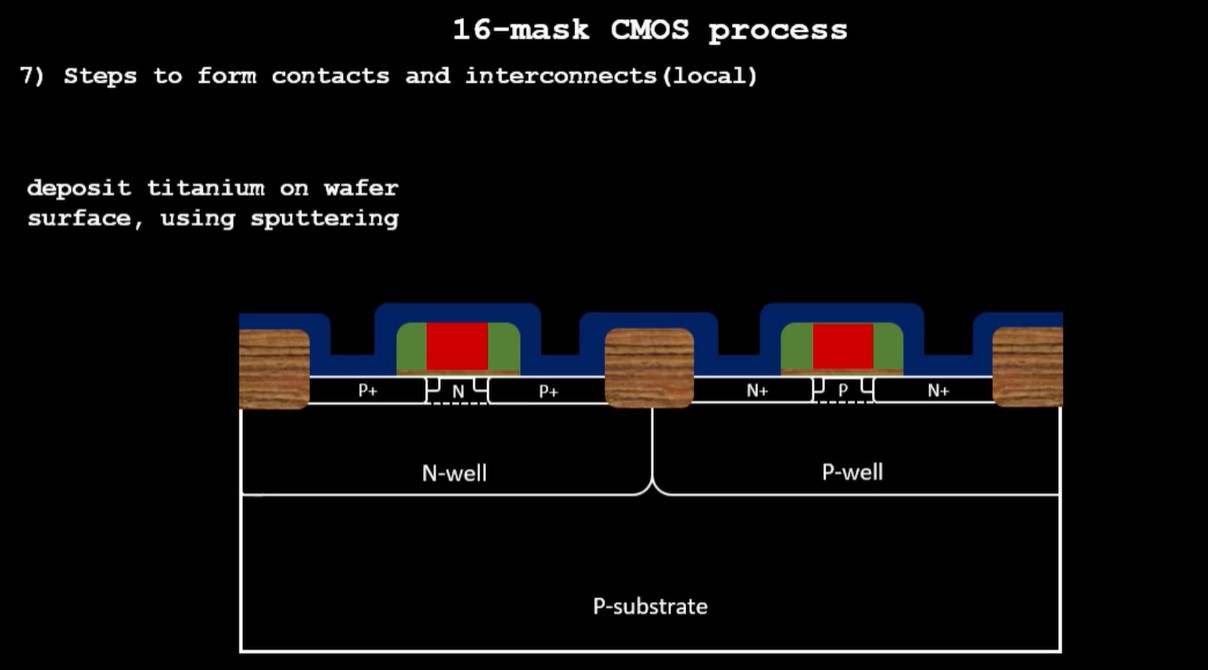 16-mask CMOS process
7) Steps to form contacts and interconnects(local)
deposit titanium on wafer
surface, using sputtering
P+ N P+ N+ P N+
N-well P-well
P-substrate